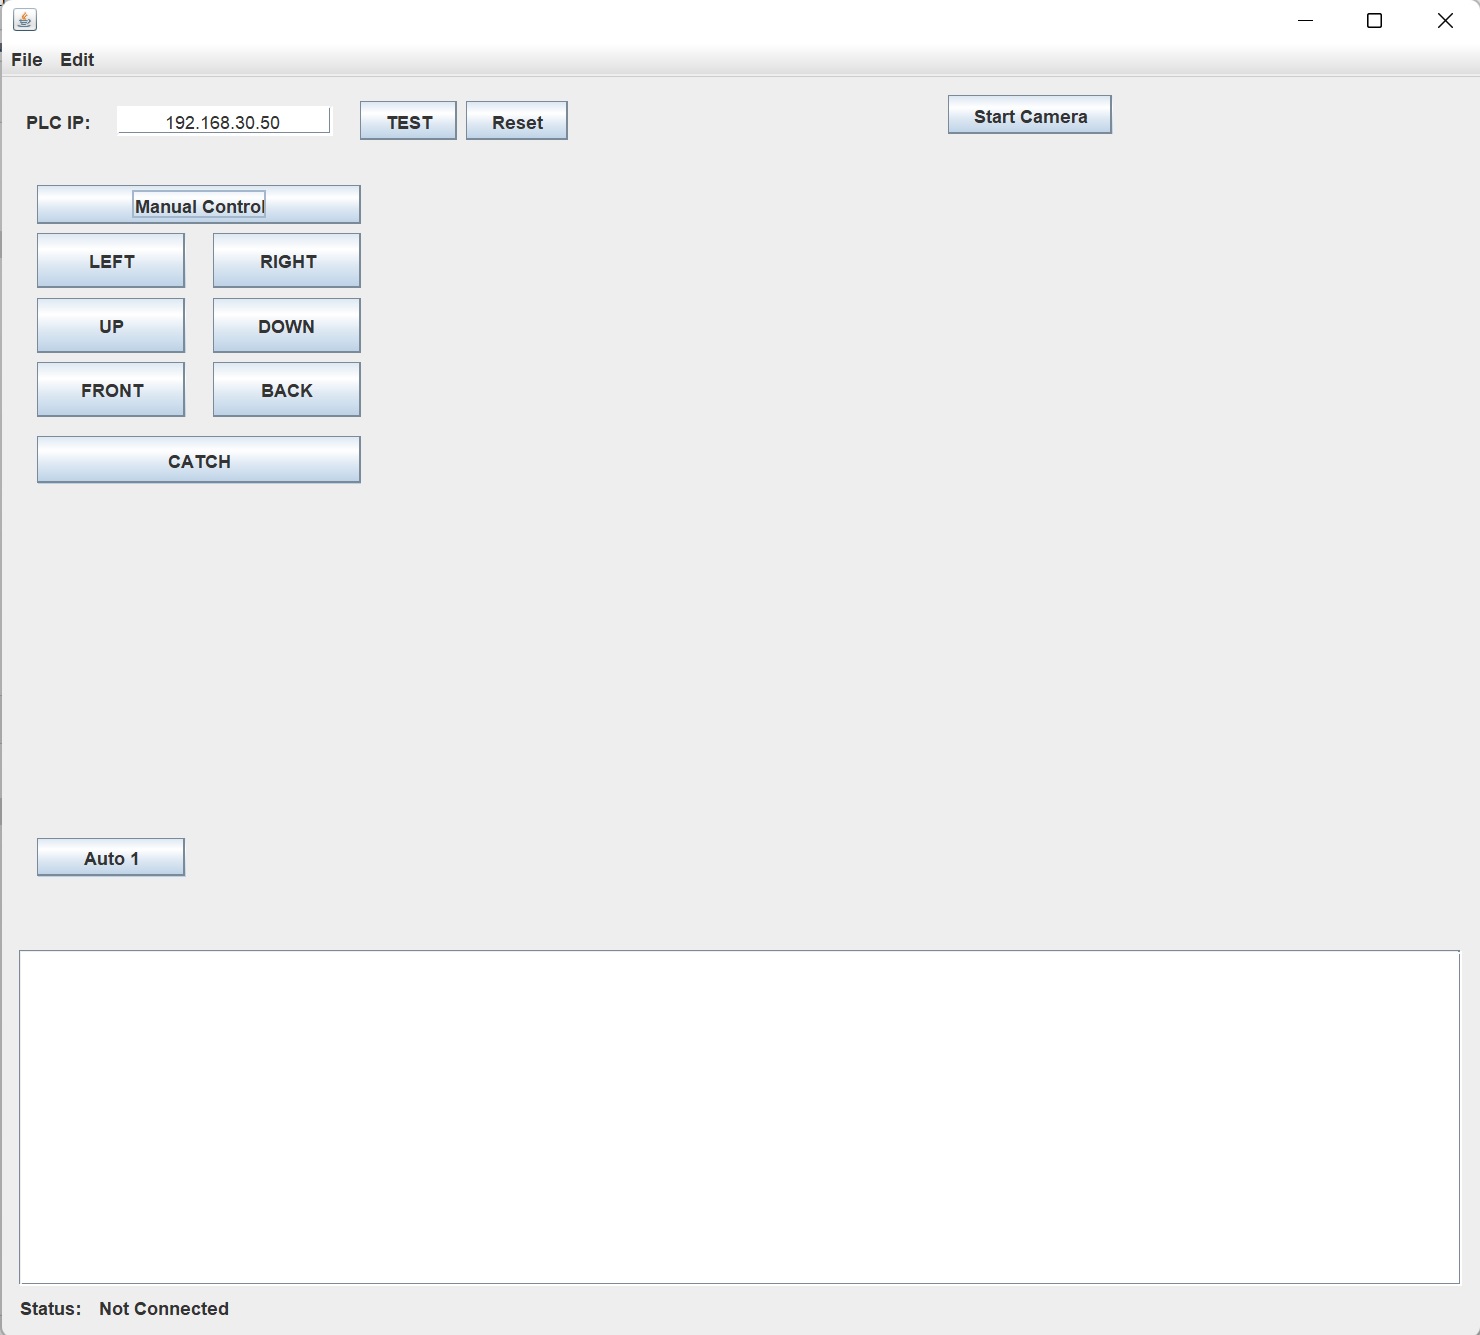 File Edit
PLC IP: 192.168.30.50 TEST Reset Start Camera
Manual Control
LEFT RIGHT
UP DOWN
FRONT BACK
CATCH
Auto 1
Status: Not Connected